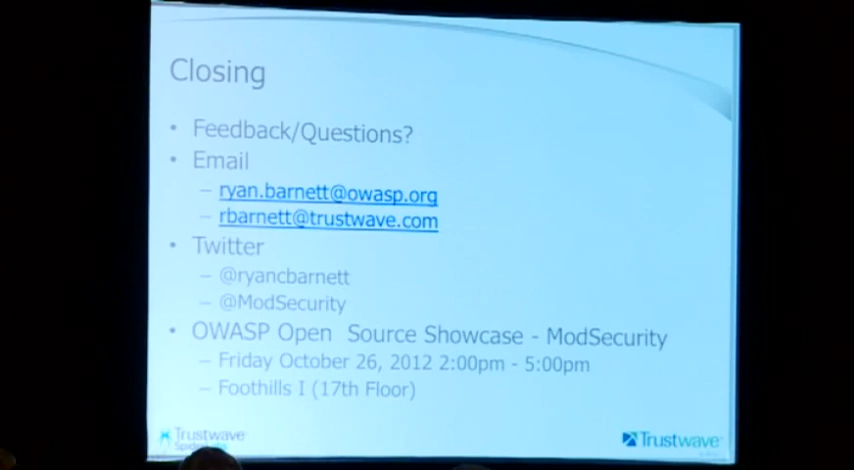 Closing
• Feedback/Questions?
• Email
– ryan.barnett@owasp.org
– rbarnett@trustwave.com
• Twitter
– @ryancbarnett
– @ModSecurity
• OWASP Open Source Showcase - ModSecurity
– Friday October 26, 2012 2:00pm - 5:00pm
– Foothills I (17th Floor)
Trustwave
Trustwave